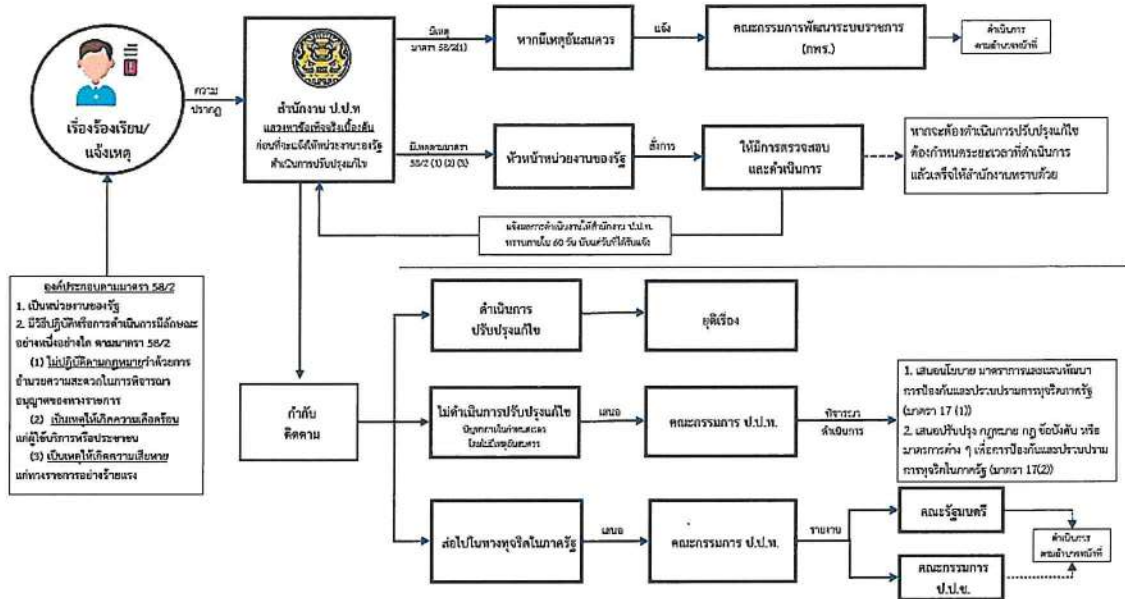 เรื่องร้องเรียน/
แจ้งเหตุ
ความ
ปรากฏ
สำนักงาน ป.ป.ท
แสวงหาข้อเท็จจริงเบื้องต้น
ก่อนที่จะแจ้งให้หน่วยงานของรัฐ
ดำเนินการปรับปรุงแก้ไข
มีเหตุ
มาตรา 58/2(1)
หากมีเหตุอันสมควร
แจ้ง
คณะกรรมการพัฒนาระบบราชการ
(กพร.)
ดำเนินการ
ตามอำนาจหน้าที่
มีเหตุตามมาตรา
58/2 (1) (2) (3)
หัวหน้าหน่วยงานของรัฐ
สั่งการ
ให้มีการตรวจสอบ
และดำเนินการ
หากจะต้องดำเนินการปรับปรุงแก้ไข
ต้องกำหนดระยะเวลาที่ดำเนินการ
แล้วเสร็จให้สำนักงานทราบด้วย
แจ้งผลการดำเนินงานให้สำนักงาน ป.ป.ท.
ทราบภายใน 60 วัน นับแต่วันที่ได้รับแจ้ง
องค์ประกอบตามมาตรา 58/2
1. เป็นหน่วยงานของรัฐ
2. มีวิธีปฏิบัติหรือการดำเนินการมีลักษณะ
อย่างหนึ่งอย่างใด ตามมาตรา 58/2
(1) ไม่ปฏิบัติตามกฎหมายว่าด้วยการ
อำนวยความสะดวกในการพิจารณา
อนุญาตของทางราชการ
(2) เป็นเหตุให้เกิดความเดือดร้อน
แก่ผู้ใช้บริการหรือประชาชน
(3) เป็นเหตุให้เกิดความเสียหาย
แก่ทางราชการอย่างร้ายแรง
กำกับ
ติดตาม
ดำเนินการ
ปรับปรุงแก้ไข
ยุติเรื่อง
ไม่ดำเนินการปรับปรุงแก้ไข
โดยไม่มีเหตุอันสมควร
เสนอ
คณะกรรมการ ป.ป.ท.
พิจารณา
ดำเนินการ
1. เสนอนโยบาย มาตรการและแผนพัฒนา
การป้องกันและปราบปรามการทุจริตภาครัฐ
(มาตรา 17 (1))
2. เสนอปรับปรุง กฎหมาย กฎ ข้อบังคับ หรือ
มาตรการต่าง ๆ เพื่อการป้องกันและปราบปราม
การทุจริตในภาครัฐ (มาตรา 17(2))
ส่อไปในทางทุจริตในภาครัฐ
เสนอ
คณะกรรมการ ป.ป.ท.
รายงาน
คณะรัฐมนตรี
คณะกรรมการ
ป.ป.ช.
ดำเนินการ
ตามอำนาจหน้าที่